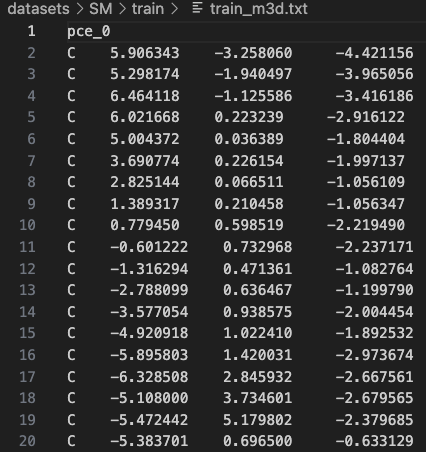 datasets > SM > train > train_m3d.txt
1 pce_0
2 C 5.906343 -3.258060 -4.421156
3 C 5.298174 -1.940497 -3.965056
4 C 6.464118 -1.125586 -3.416186
5 C 6.021668 0.223239 -2.916122
6 C 5.004372 0.036389 -1.804404
7 C 3.690774 0.226154 -1.997137
8 C 2.825144 0.066511 -1.056109
9 C 1.389317 0.210458 -1.056347
10 C 0.779450 0.598519 -2.219490
11 C -0.601222 0.732968 -2.237171
12 C -1.316294 0.471361 -1.082764
13 C -2.788099 0.636467 -1.199790
14 C -3.577054 0.938575 -2.004454
15 C -4.920918 1.022410 -1.892532
16 C -5.895803 1.420031 -2.973674
17 C -6.328508 2.845932 -2.667561
18 C -5.108000 3.734601 -2.679565
19 C -5.472442 5.179802 -2.379685
20 C -5.383701 0.696500 -0.633129